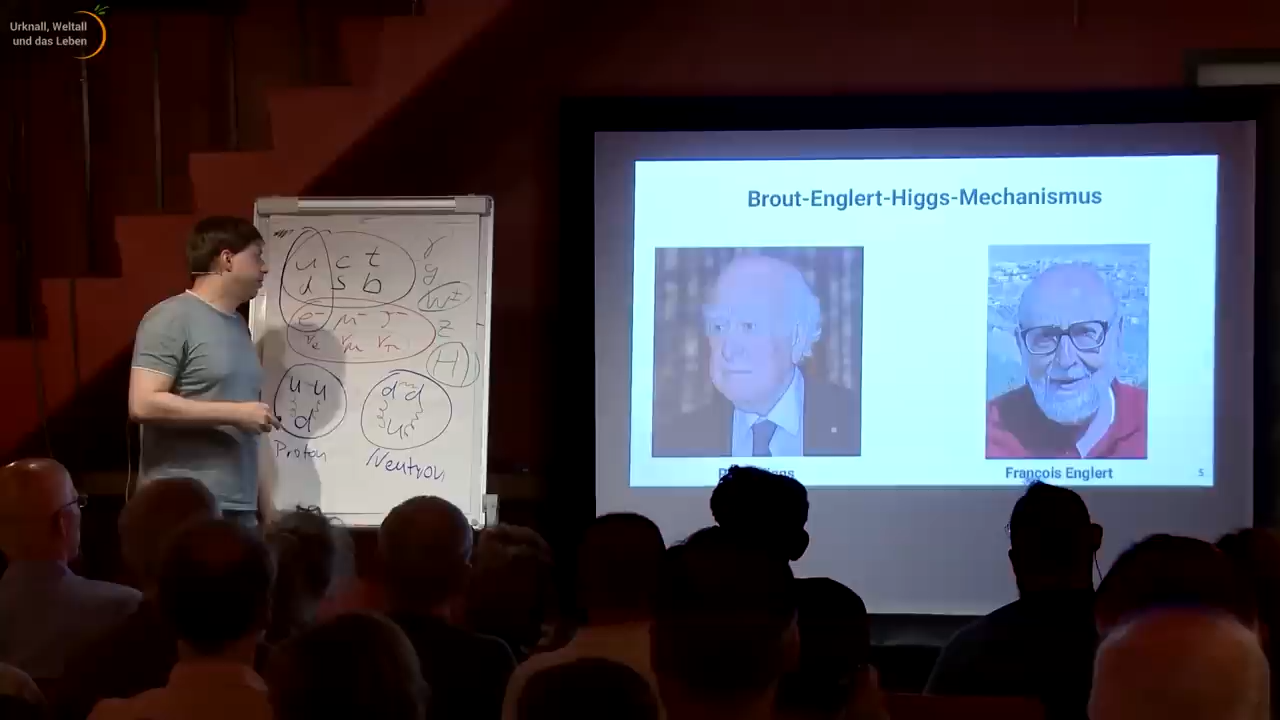 Urknall, Weltall
und das Leben
Brout-Englert-Higgs-Mechanismus
François Englert
5
u c t
d s b
γ
g
W±
Z
H
e⁻ μ⁻ τ⁻
νe νμ ντ
u u
d
Proton
d d
u
Neutron